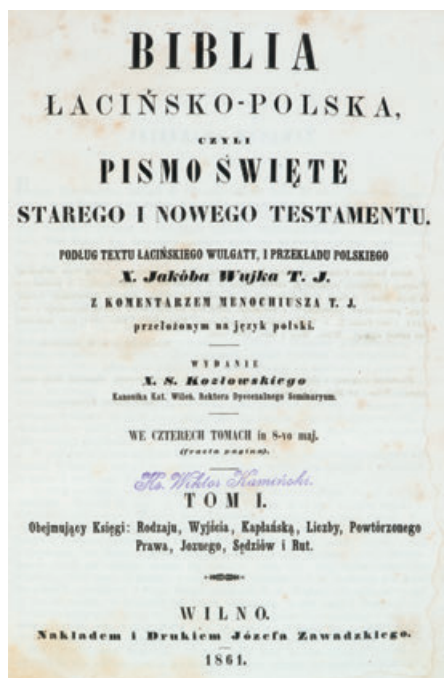 BIBLIA
ŁACIŃSKO-POLSKA,
CZYLI
PISMO ŚWIĘTE
STAREGO I NOWEGO TESTAMENTU.
PODŁUG TEXTU ŁACIŃSKIEGO WULGATY, I PRZEKŁADU POLSKIEGO
X. Jakóba Wujka T. J.
Z KOMENTARZEM MENOCHIUSZA T. J.
przełożonym na język polski.
WYDANIE
X. S. Kozłowskiego
Kanonika Kat. Wileń. Rektora Dyecezalnego Seminaryum.
WE CZTERECH TOMACH in 8-vo maj.
(fracta pagina).
Ks. Wiktor Kamiński.
TOM I.
Obejmujący Księgi: Rodzaju, Wyjścia, Kapłańską, Liczby, Powtórzonego
Prawa, Jozuego, Sędziów i Rut.
WILNO.
Nakładem i Drukiem Józefa Zawadzkiego.
1861.